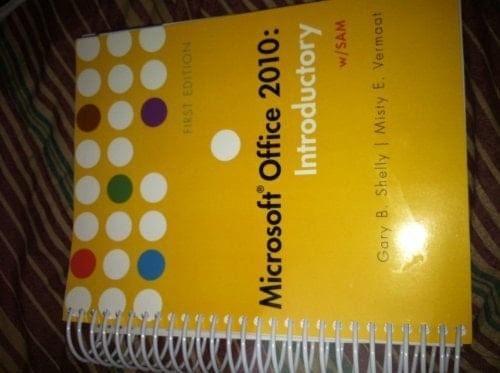 FIRST EDITION
Microsoft® Office 2010:
Introductory
w/SAM
Gary B. Shelly | Misty E. Vermaat